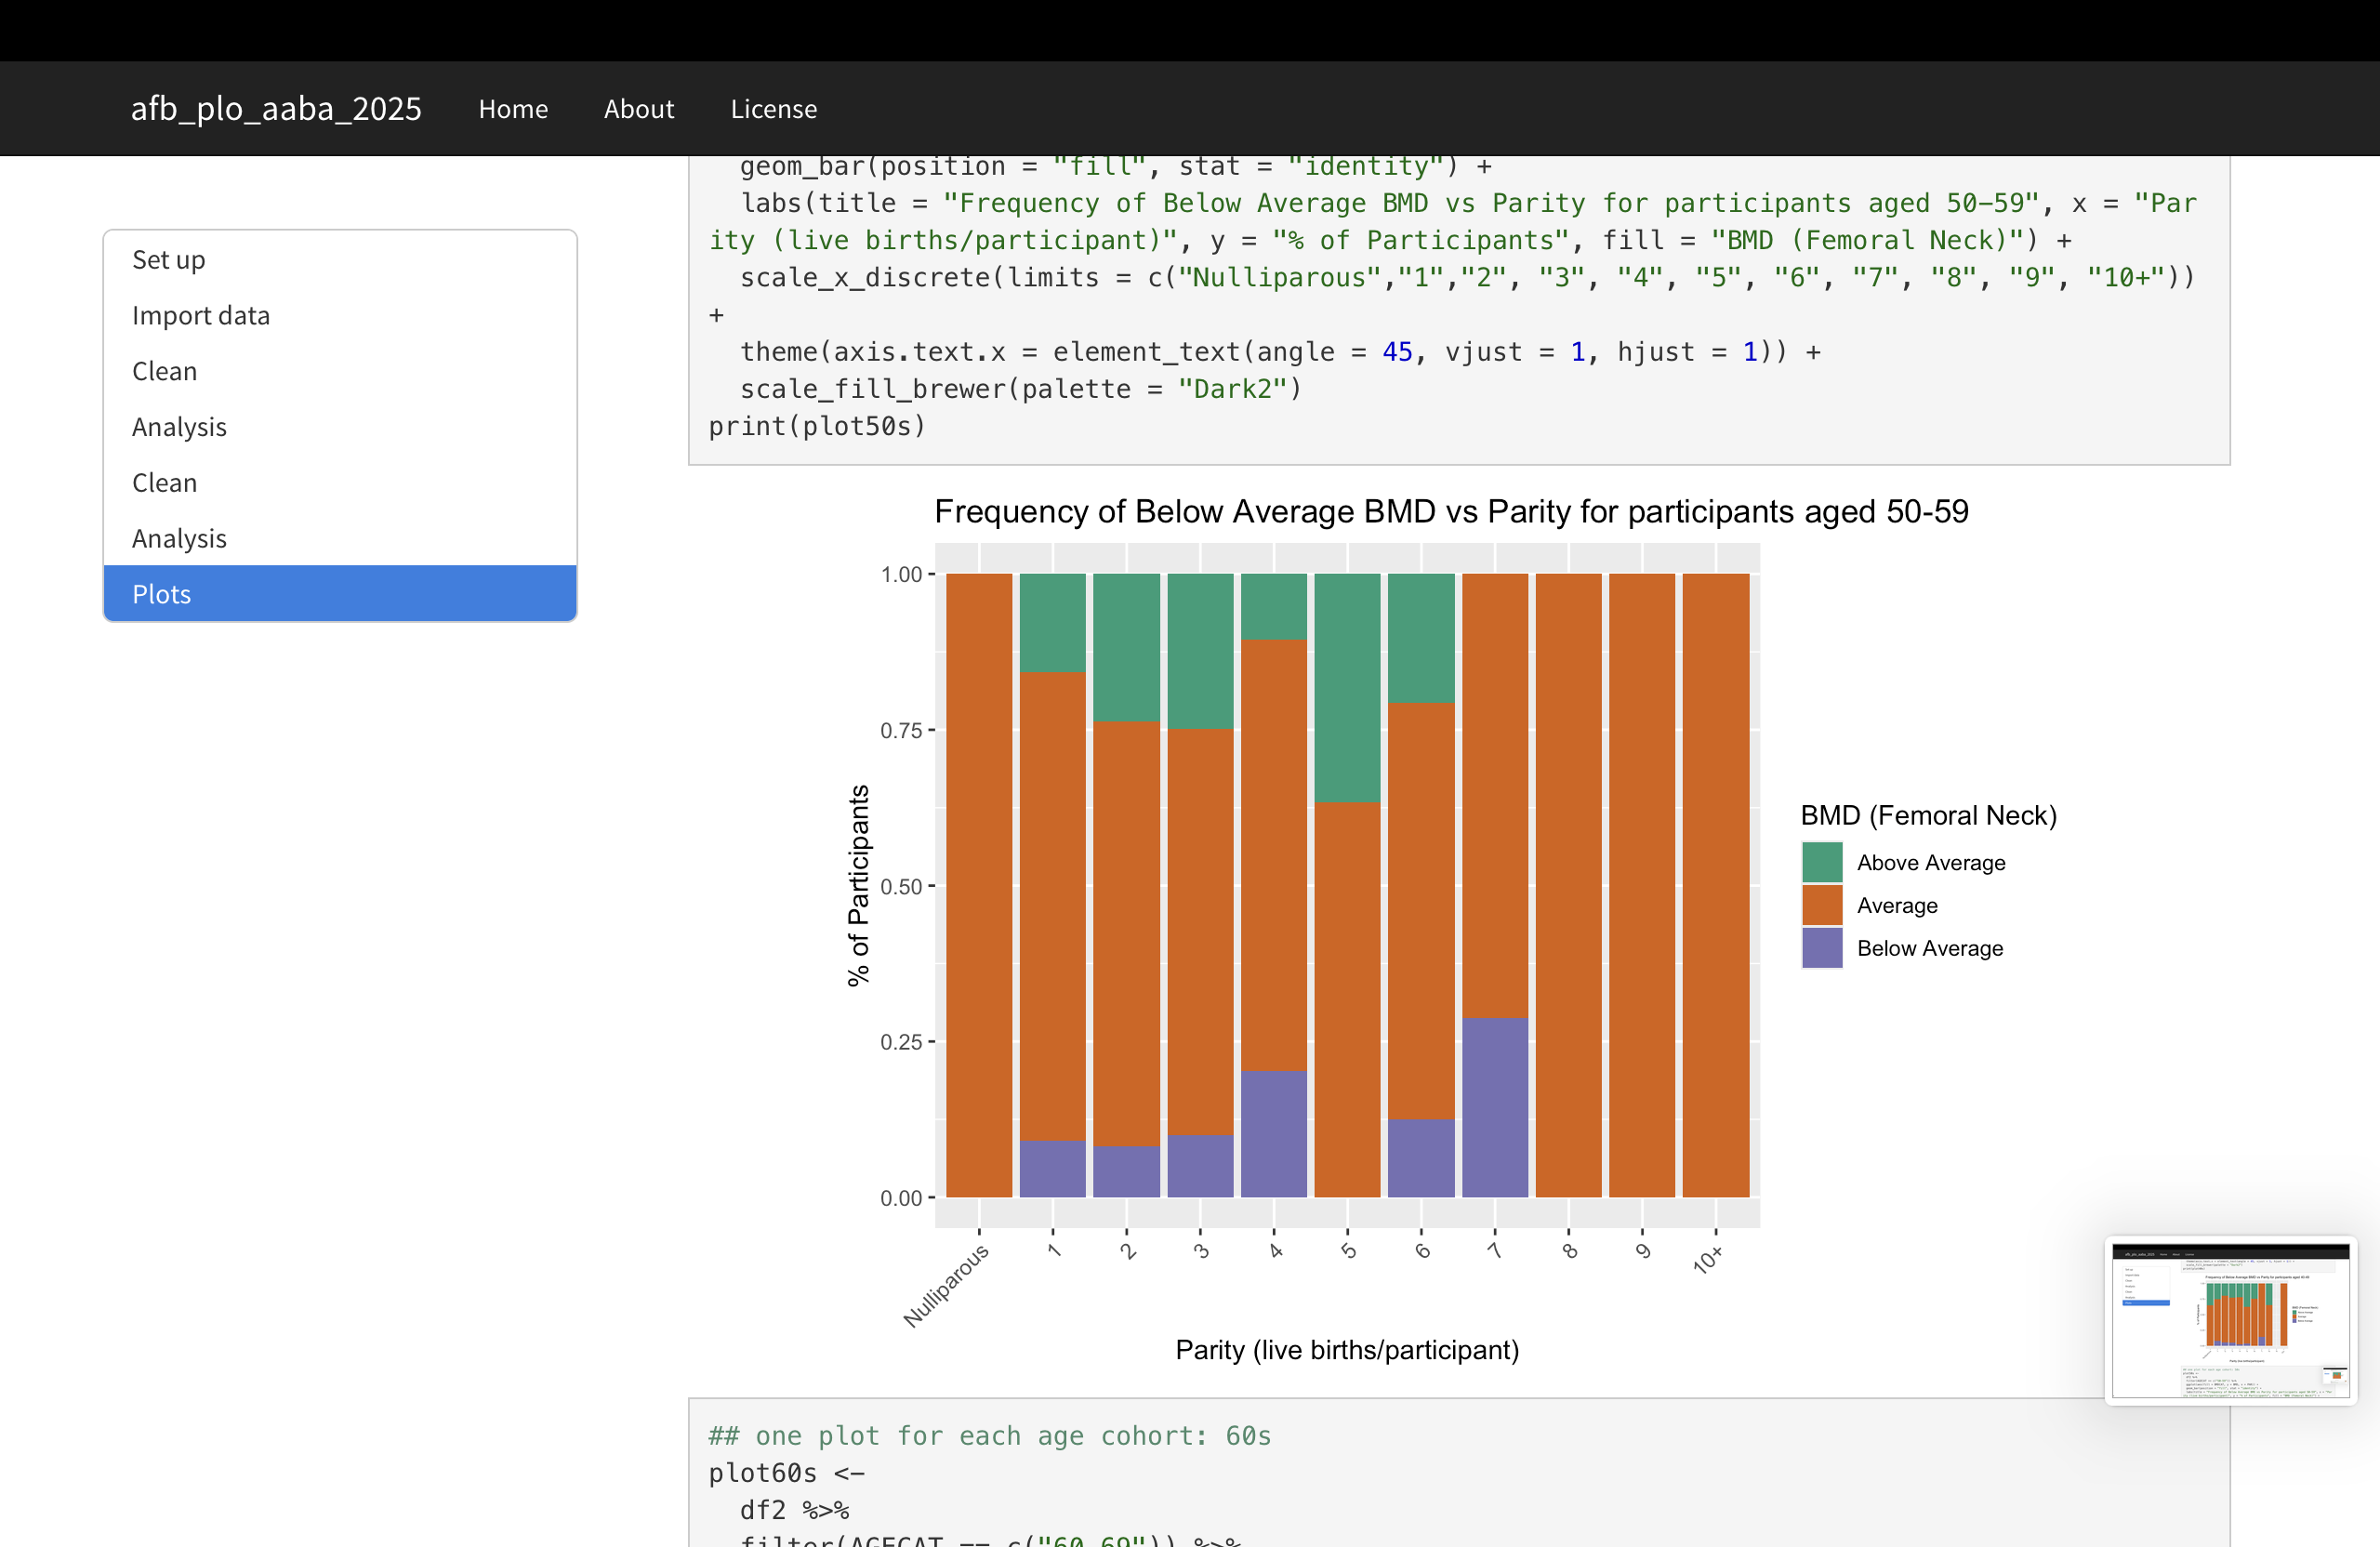 afb_plo_aaba_2025 Home About License
Set up
Import data
Clean
Analysis
Clean
Analysis
Plots
geom_bar(position = "fill", stat = "identity") +
labs(title = "Frequency of Below Average BMD vs Parity for participants aged 50-59", x = "Par
ity (live births/participant)", y = "% of Participants", fill = "BMD (Femoral Neck)") +
scale_x_discrete(limits = c("Nulliparous","1","2", "3", "4", "5", "6", "7", "8", "9", "10+"))
+
theme(axis.text.x = element_text(angle = 45, vjust = 1, hjust = 1)) +
scale_fill_brewer(palette = "Dark2")
print(plot50s)
Frequency of Below Average BMD vs Parity for participants aged 50-59
1.00
0.75
0.50
0.25
0.00
% of Participants
Nulliparous 1 2 3 4 5 6 7 8 9 10+
Parity (live births/participant)
BMD (Femoral Neck)
Above Average
Average
Below Average
## one plot for each age cohort: 60s
plot60s <-
df2 %>%
filter(AGECAT == c("60-69")) %>%